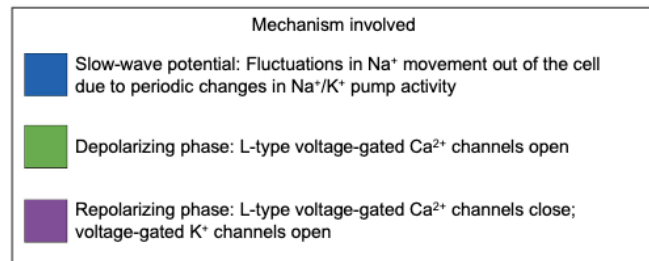 Mechanism involved
Slow-wave potential: Fluctuations in Na⁺ movement out of the cell
due to periodic changes in Na⁺/K⁺ pump activity
Depolarizing phase: L-type voltage-gated Ca²⁺ channels open
Repolarizing phase: L-type voltage-gated Ca²⁺ channels close;
voltage-gated K⁺ channels open